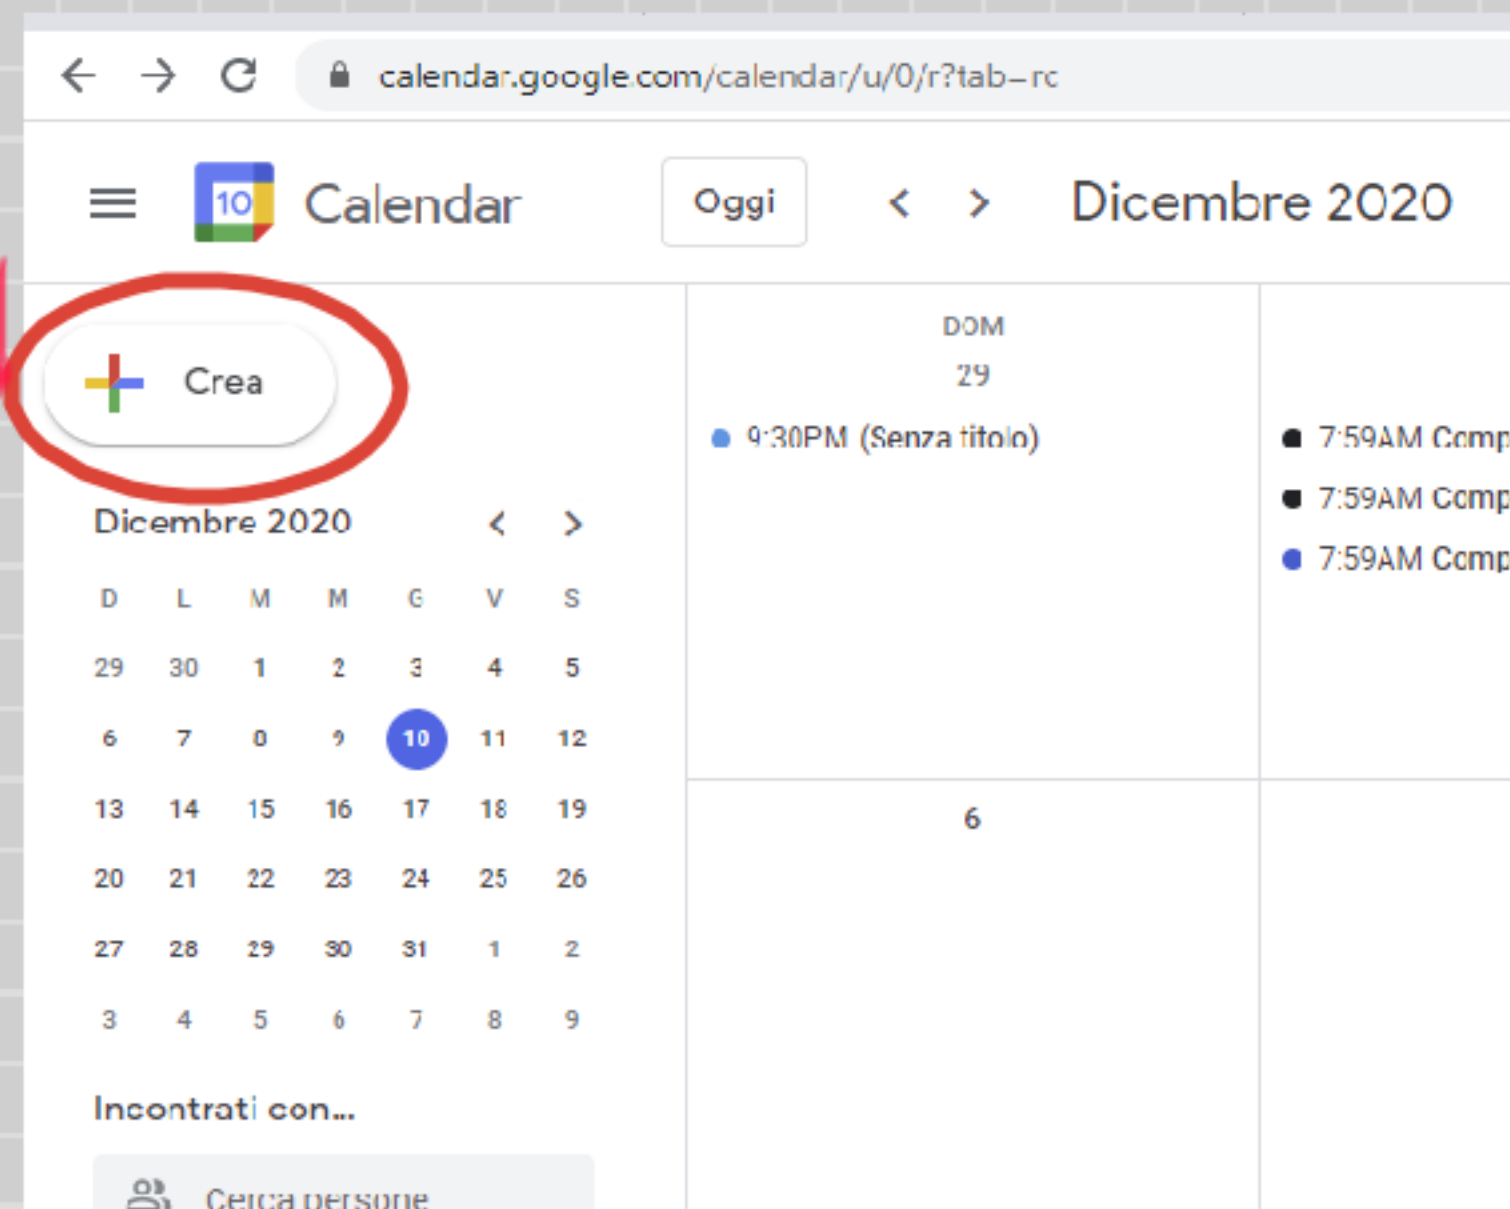 calendar.google.com/calendar/u/0/r?tab=rc
10 Calendar Oggi Dicembre 2020
Crea
DOM
29
9:30PM (Senza titolo)
7:59AM Comp
7:59AM Comp
7:59AM Comp
Dicembre 2020
D L M M G V S
29 30 1 2 3 4 5
6 7 8 9 10 11 12
13 14 15 16 17 18 19
20 21 22 23 24 25 26
27 28 29 30 31 1 2
3 4 5 6 7 8 9
6
Incontrati con...
Cerca persone